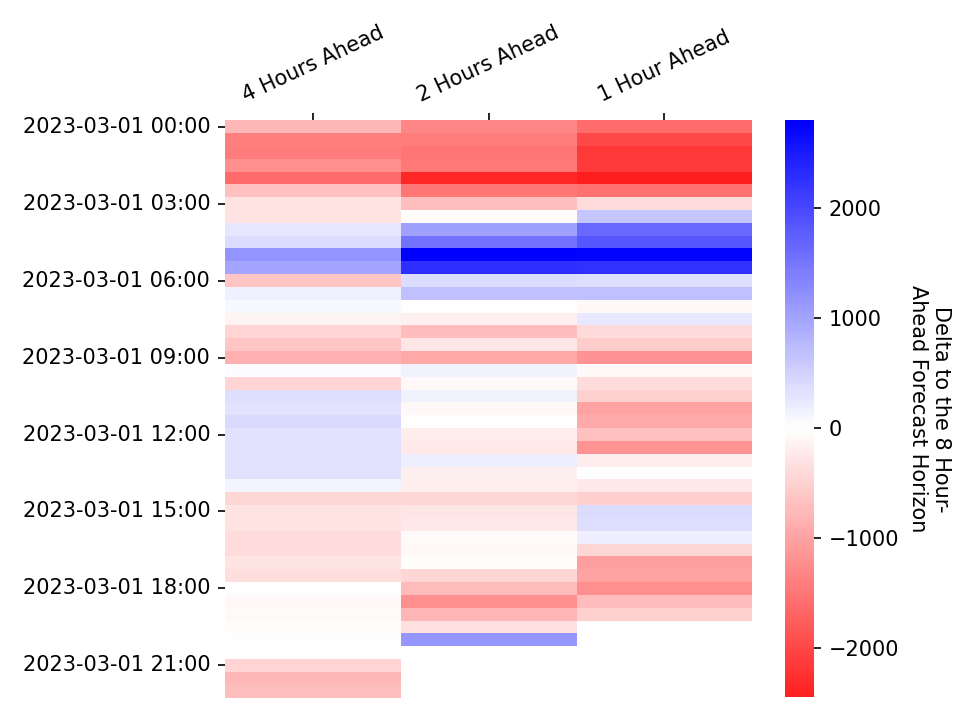 4 Hours Ahead
2 Hours Ahead
1 Hour Ahead
2023-03-01 00:00
2023-03-01 03:00
2023-03-01 06:00
2023-03-01 09:00
2023-03-01 12:00
2023-03-01 15:00
2023-03-01 18:00
2023-03-01 21:00
2000
1000
0
−1000
−2000
Delta to the 8 Hour-
Ahead Forecast Horizon